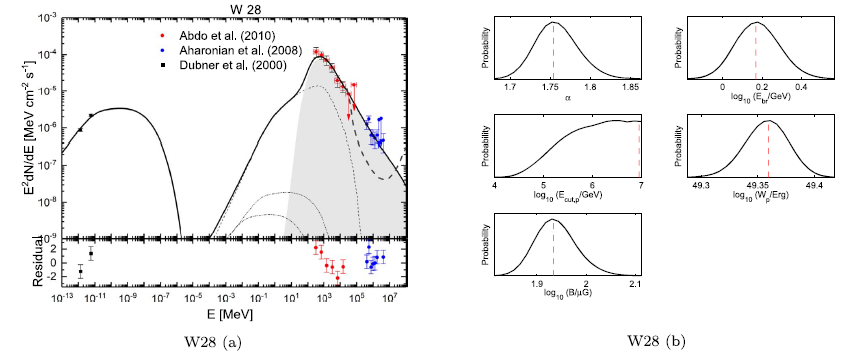 W 28
Abdo et al. (2010)
Aharonian et al. (2008)
Dubner et al. (2000)
E²dN/dE [MeV cm⁻² s⁻¹]
10⁻³
10⁻⁴
10⁻⁵
10⁻⁶
10⁻⁷
10⁻⁸
10⁻⁹
Residual
2
0
-2
10⁻¹³ 10⁻¹¹ 10⁻⁹ 10⁻⁷ 10⁻⁵ 10⁻³ 10⁻¹ 10¹ 10³ 10⁵ 10⁷
E [MeV]
W28 (a)
Probability
1.7 1.75 1.8 1.85
α
Probability
0 0.2 0.4
log₁₀ (E_br/GeV)
Probability
4 5 6 7
log₁₀ (E_cut,p/GeV)
Probability
49.3 49.35 49.4
log₁₀ (W_p/Erg)
Probability
1.9 2 2.1
log₁₀ (B/μG)
W28 (b)